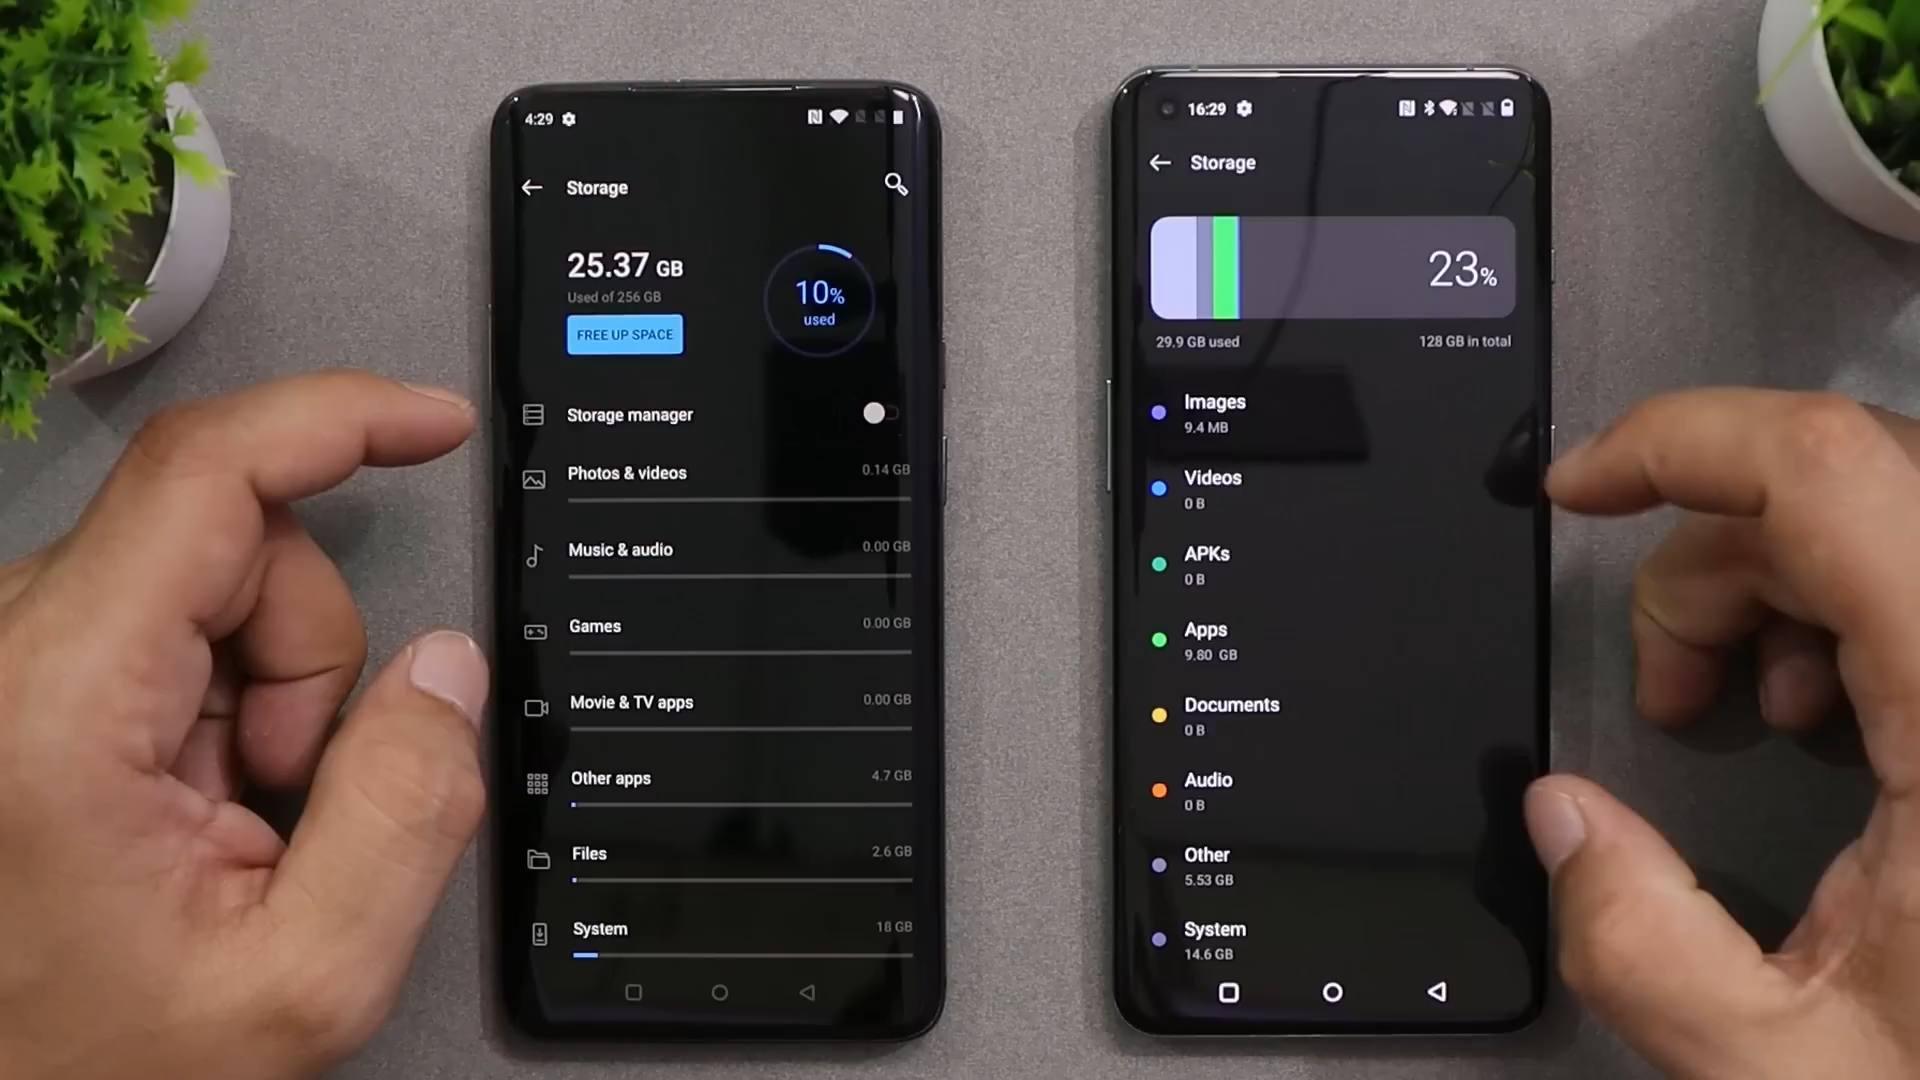 4:29
Storage
25.37 GB
Used of 256 GB
FREE UP SPACE
10%
used
Storage manager
Photos & videos
0.14 GB
Music & audio
0.00 GB
Games
0.00 GB
Movie & TV apps
0.00 GB
Other apps
4.7 GB
Files
2.6 GB
System
18 GB
16:29
Storage
23%
29.9 GB used
128 GB in total
Images
9.4 MB
Videos
0 B
APKs
0 B
Apps
9.80 GB
Documents
0 B
Audio
0 B
Other
5.53 GB
System
14.6 GB